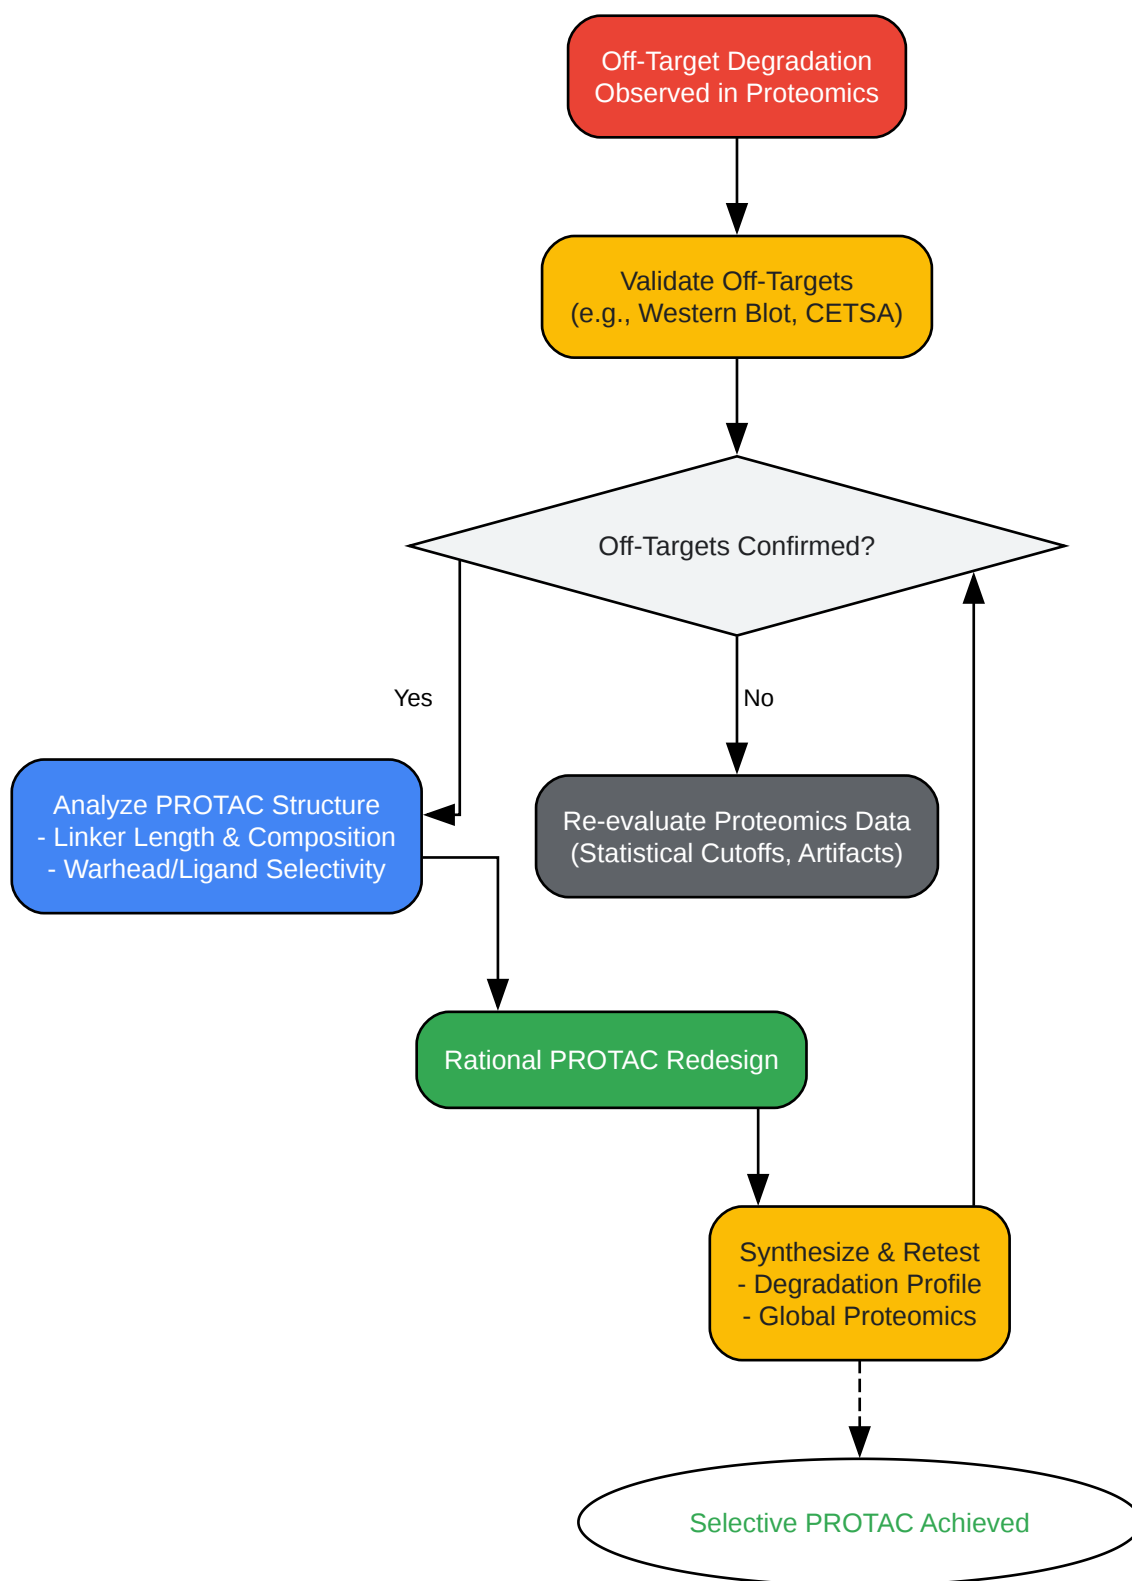 Off-Target Degradation
Observed in Proteomics
Validate Off-Targets
(e.g., Western Blot, CETSA)
Off-Targets Confirmed?
Yes
No
Analyze PROTAC Structure
- Linker Length & Composition
- Warhead/Ligand Selectivity
Re-evaluate Proteomics Data
(Statistical Cutoffs, Artifacts)
Rational PROTAC Redesign
Synthesize & Retest
- Degradation Profile
- Global Proteomics
Selective PROTAC Achieved